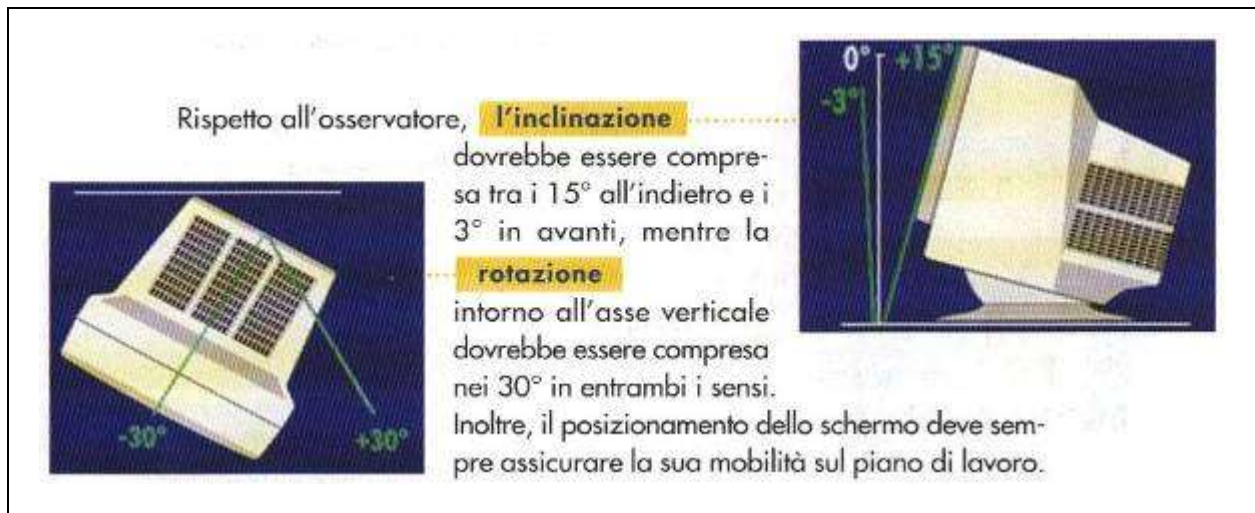 0° +15°
-3°
Rispetto all'osservatore, l'inclinazione
dovrebbe essere compre-
sa tra i 15° all'indietro e i
3° in avanti, mentre la
rotazione
intorno all'asse verticale
dovrebbe essere compresa
nei 30° in entrambi i sensi.
-30° +30°
Inoltre, il posizionamento dello schermo deve sem-
pre assicurare la sua mobilità sul piano di lavoro.